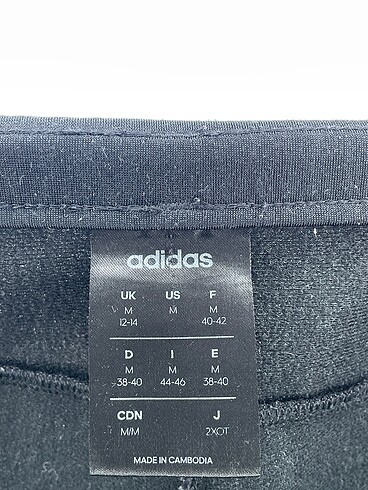 adidas
UK US F
M M M
12-14 40-42
D I E
M M M
38-40 44-46 38-40
CDN J
M/M 2XOT
MADE IN CAMBODIA